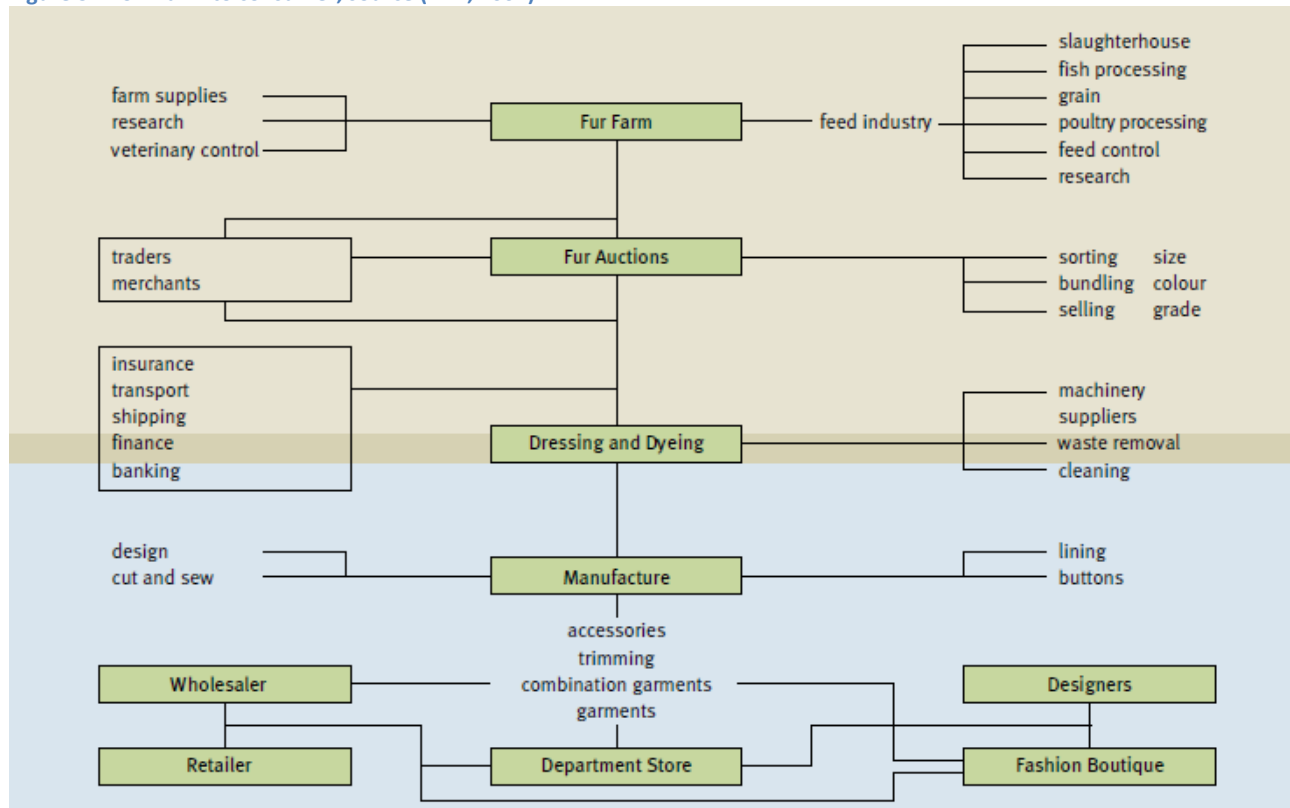 slaughterhouse
fish processing
farm supplies
grain
research
Fur Farm
feed industry
poultry processing
veterinary control
feed control
research
traders
Fur Auctions
sorting size
merchants
bundling colour
selling grade
insurance
transport
machinery
shipping
suppliers
finance
Dressing and Dyeing
waste removal
banking
cleaning
design
lining
cut and sew
Manufacture
buttons
accessories
trimming
Wholesaler
combination garments
Designers
garments
Retailer
Department Store
Fashion Boutique